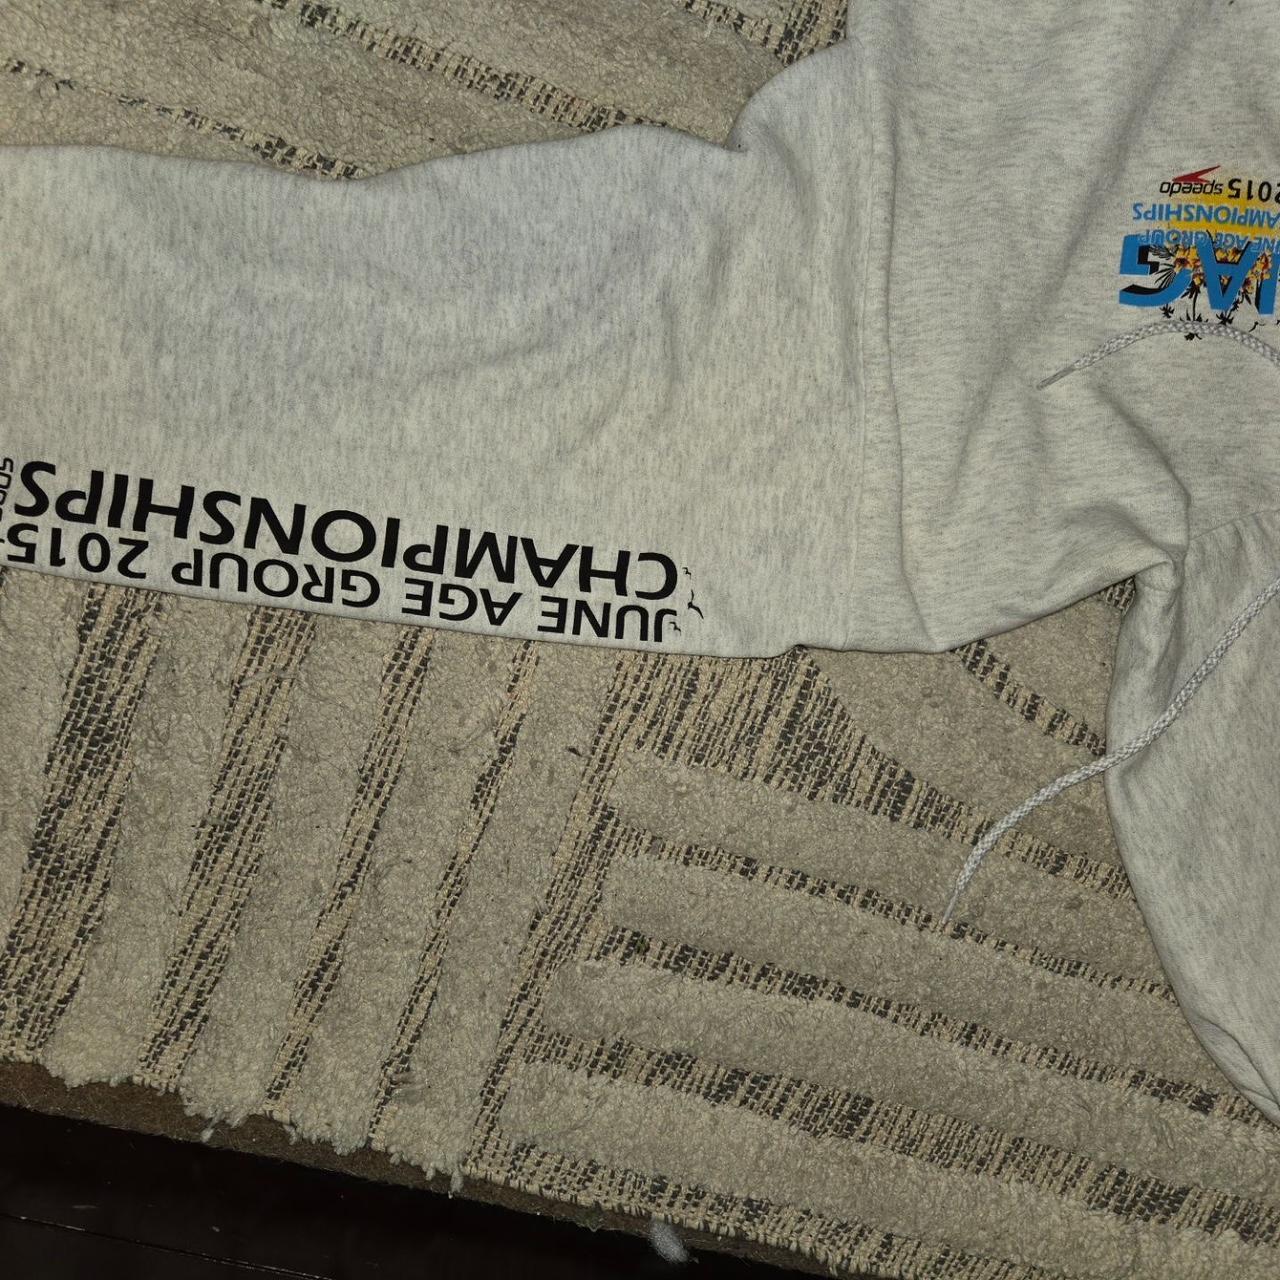 JUNE AGE GROUP 2015
CHAMPIONSHIPS
JAG
JUNE AGE GROUP
CHAMPIONSHIPS
2015 speedo